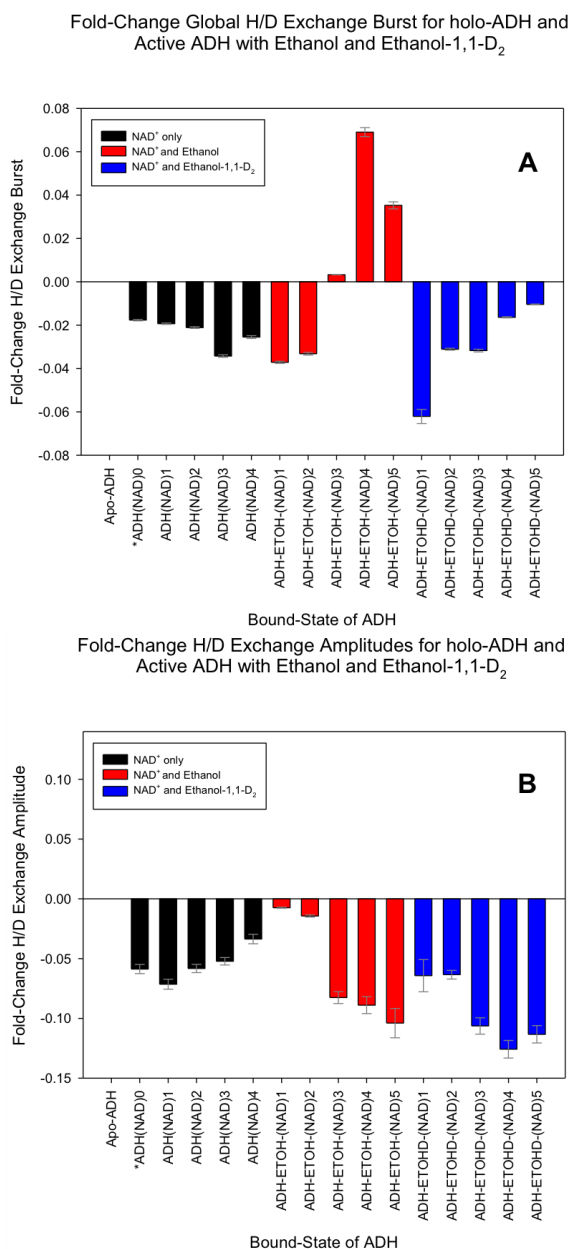 Fold-Change Global H/D Exchange Burst for holo-ADH and
Active ADH with Ethanol and Ethanol-1,1-D₂
0.08
0.06
0.04
0.02
0.00
-0.02
-0.04
-0.06
-0.08
Fold-Change H/D Exchange Burst
NAD⁺ only
NAD⁺ and Ethanol
NAD⁺ and Ethanol-1,1-D₂
A
Apo-ADH
*ADH(NAD)0
ADH(NAD)1
ADH(NAD)2
ADH(NAD)3
ADH(NAD)4
ADH-ETOH-(NAD)1
ADH-ETOH-(NAD)2
ADH-ETOH-(NAD)3
ADH-ETOH-(NAD)4
ADH-ETOH-(NAD)5
ADH-ETOHD-(NAD)1
ADH-ETOHD-(NAD)2
ADH-ETOHD-(NAD)3
ADH-ETOHD-(NAD)4
ADH-ETOHD-(NAD)5
Bound-State of ADH
Fold-Change H/D Exchange Amplitudes for holo-ADH and
Active ADH with Ethanol and Ethanol-1,1-D₂
0.10
0.05
0.00
-0.05
-0.10
-0.15
Fold-Change H/D Exchange Amplitude
NAD⁺ only
NAD⁺ and Ethanol
NAD⁺ and Ethanol-1,1-D₂
B
Apo-ADH
*ADH(NAD)0
ADH(NAD)1
ADH(NAD)2
ADH(NAD)3
ADH(NAD)4
ADH-ETOH-(NAD)1
ADH-ETOH-(NAD)2
ADH-ETOH-(NAD)3
ADH-ETOH-(NAD)4
ADH-ETOH-(NAD)5
ADH-ETOHD-(NAD)1
ADH-ETOHD-(NAD)2
ADH-ETOHD-(NAD)3
ADH-ETOHD-(NAD)4
ADH-ETOHD-(NAD)5
Bound-State of ADH